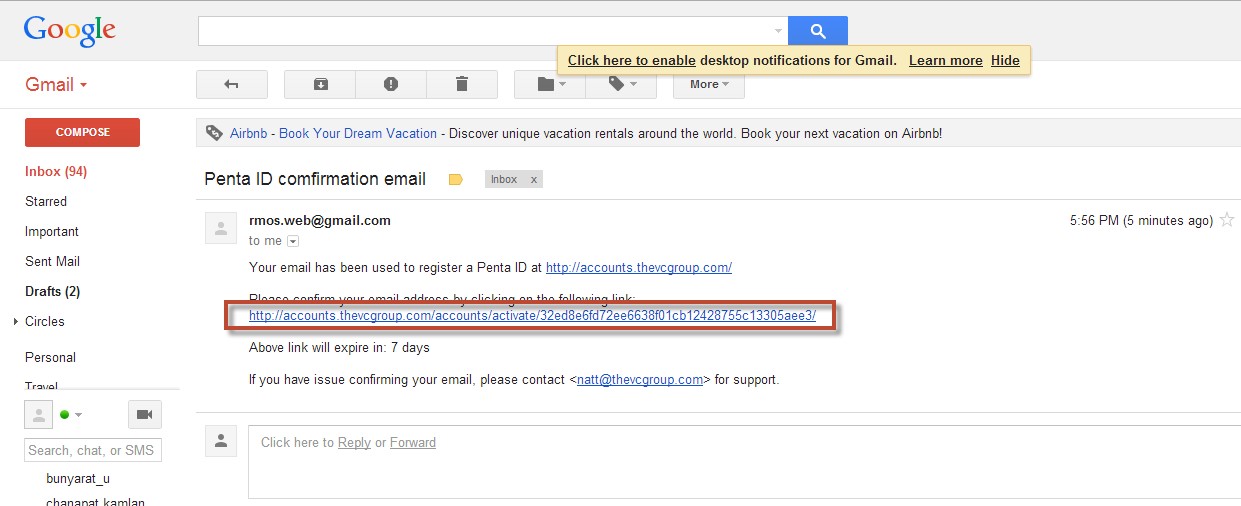 Google
Click here to enable desktop notifications for Gmail. Learn more Hide
Gmail
More
COMPOSE
Airbnb - Book Your Dream Vacation - Discover unique vacation rentals around the world. Book your next vacation on Airbnb!
Inbox (94)
Starred
Important
Sent Mail
Drafts (2)
Circles
Personal
Travel
Penta ID comfirmation email
Inbox x
rmos.web@gmail.com
5:56 PM (5 minutes ago)
to me
Your email has been used to register a Penta ID at http://accounts.thevcgroup.com/
Please confirm your email address by clicking on the following link:
http://accounts.thevcgroup.com/accounts/activate/32ed8e6fd72ee6638f01cb12428755c13305aee3/
Above link will expire in: 7 days
If you have issue confirming your email, please contact <natt@thevcgroup.com> for support.
Click here to Reply or Forward
Search, chat, or SMS
bunyarat_u
chanapat.kamlan